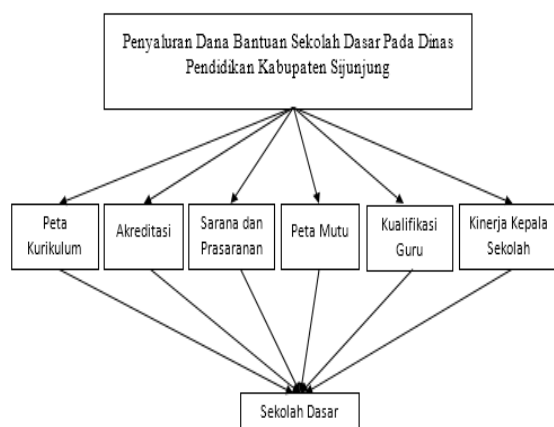 Penyaluran Dana Bantuan Sekolah Dasar Pada Dinas
Pendidikan Kabupaten Sijunjung
Peta
Kurikulum
Akreditasi
Sarana dan
Prasaranan
Peta Mutu
Kualifikasi
Guru
Kinerja Kepala
Sekolah
Sekolah Dasar